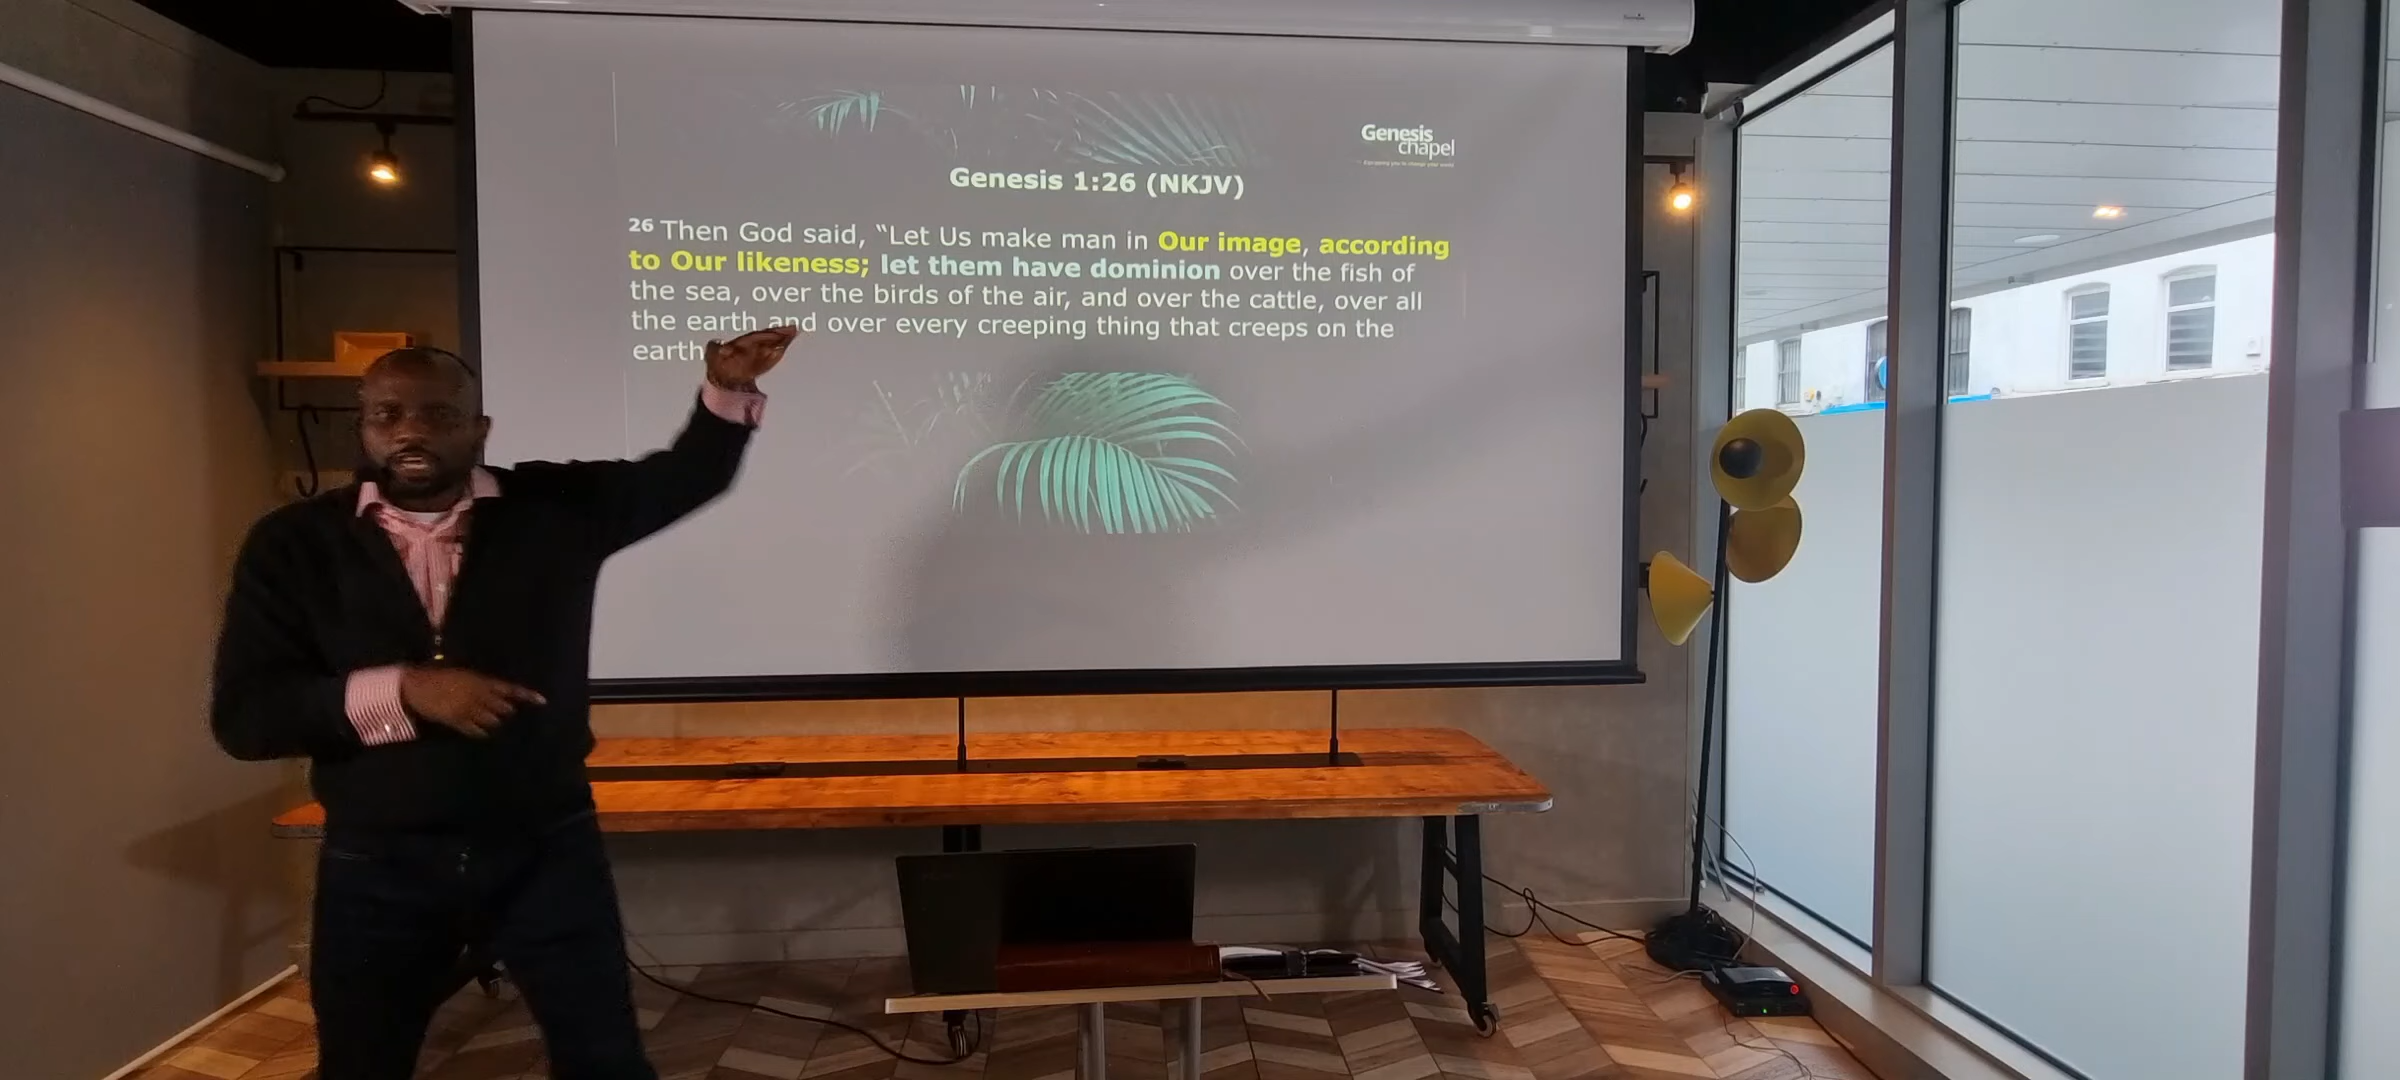 Genesis
chapel
Genesis 1:26 (NKJV)
26 Then God said, “Let Us make man in Our image, according
to Our likeness; let them have dominion over the fish of
the sea, over the birds of the air, and over the cattle, over all
the earth and over every creeping thing that creeps on the
earth